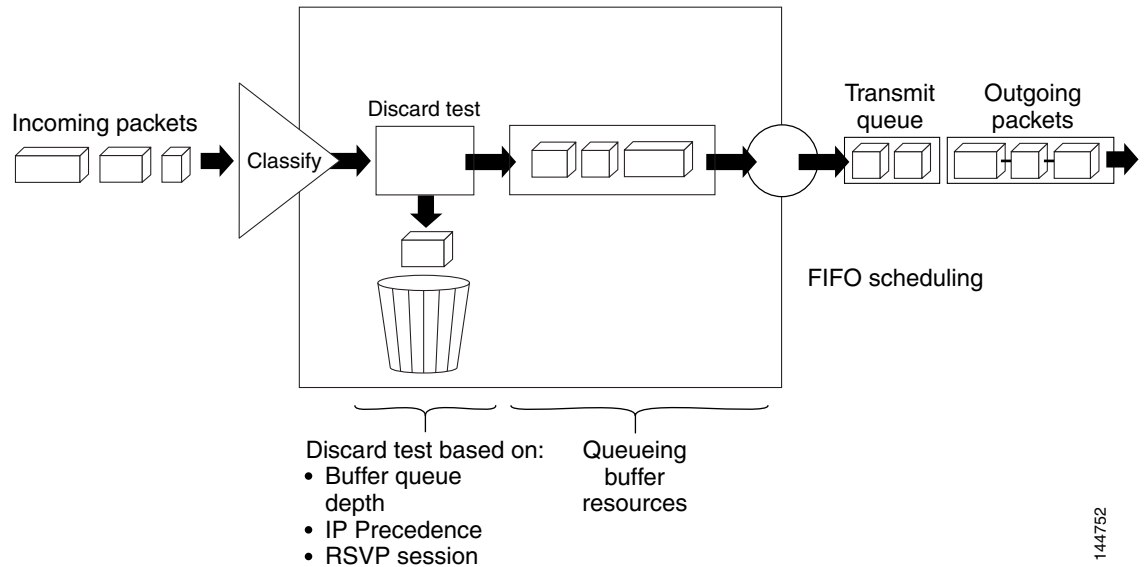 Incoming packets
Classify
Discard test
Transmit
queue
Outgoing
packets
FIFO scheduling
Discard test based on:
• Buffer queue
depth
• IP Precedence
• RSVP session
Queueing
buffer
resources
144752